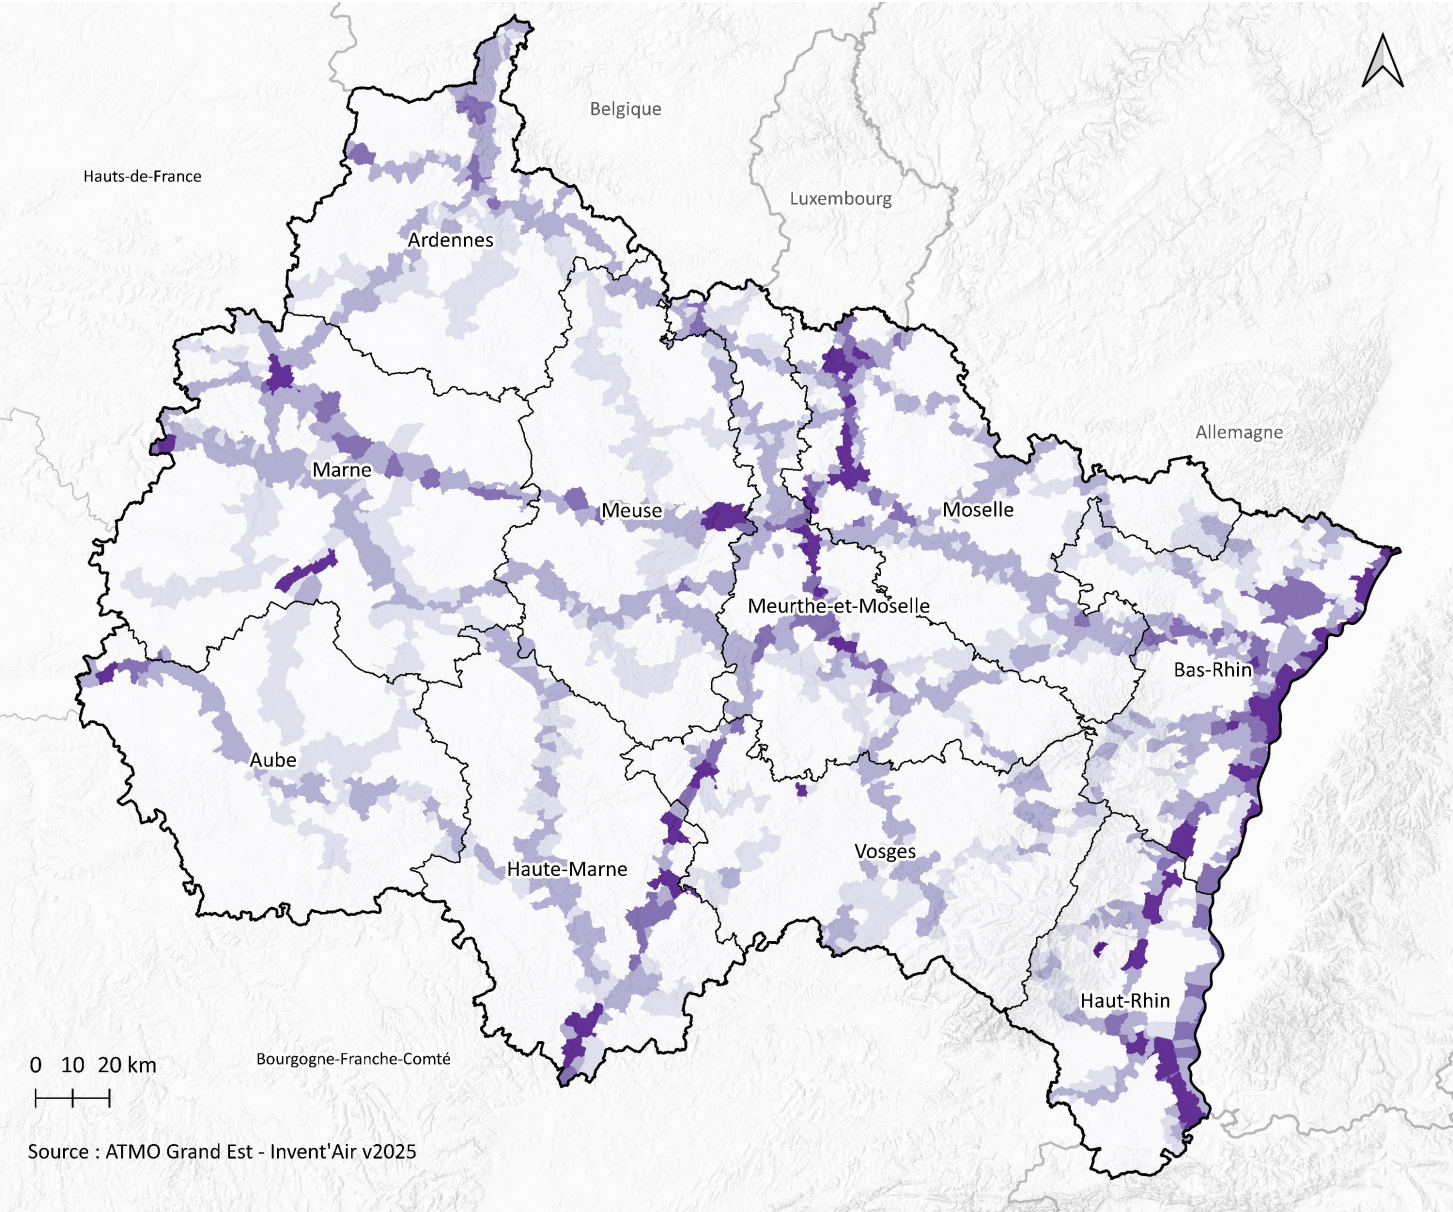 Belgique
Hauts-de-France
Luxembourg
Ardennes
Allemagne
Marne
Meuse
Moselle
Meurthe-et-Moselle
Bas-Rhin
Aube
Vosges
Haute-Marne
Haut-Rhin
Bourgogne-Franche-Comté
0 10 20 km
Source : ATMO Grand Est - Invent'Air v2025